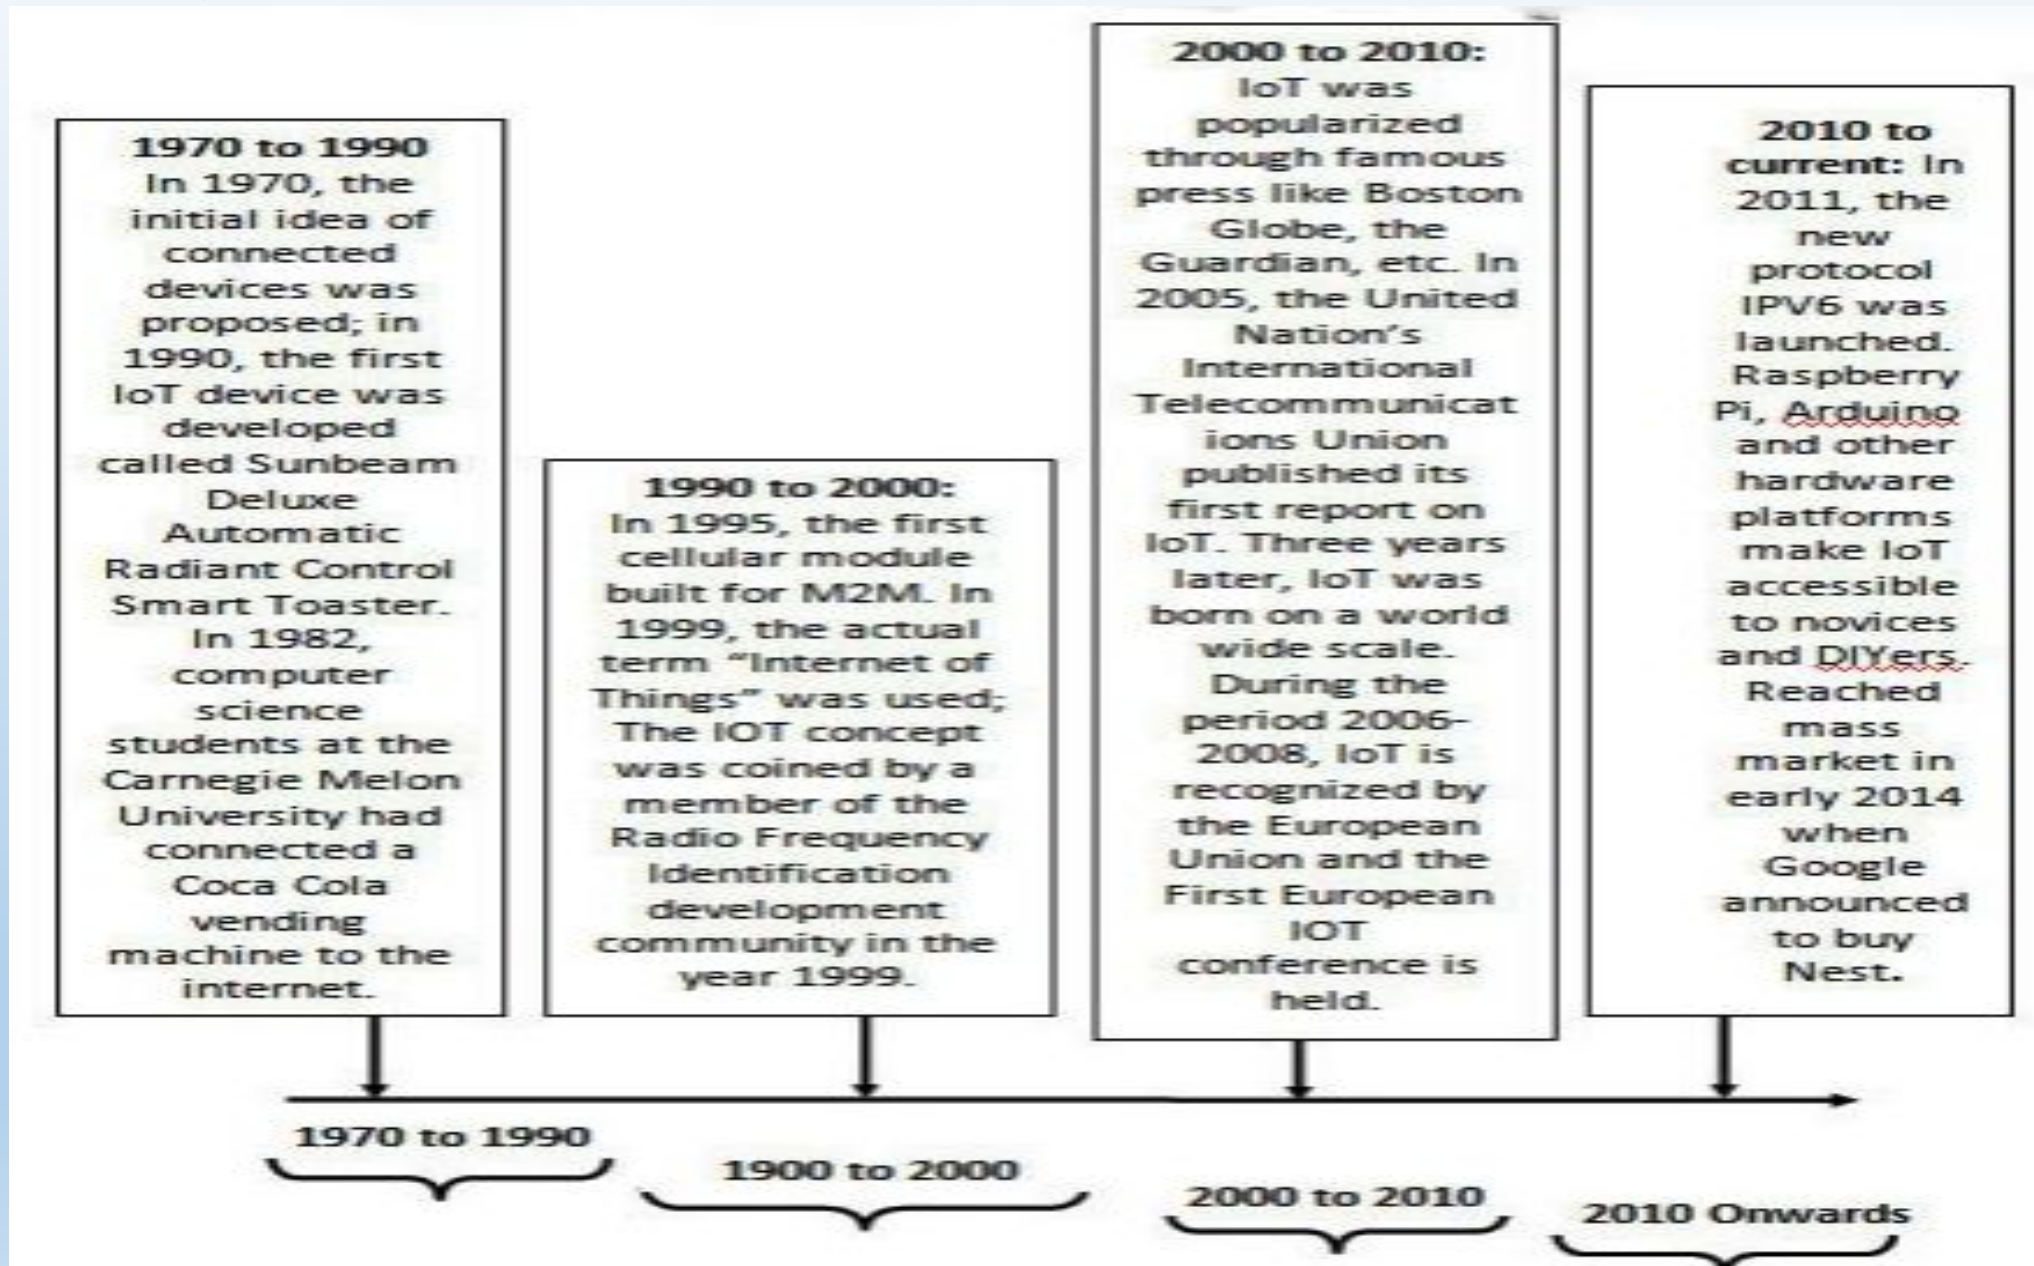 1970 to 1990
In 1970, the
initial idea of
connected
devices was
proposed; in
1990, the first
IoT device was
developed
called Sunbeam
Deluxe
Automatic
Radiant Control
Smart Toaster.
In 1982,
computer
science
students at the
Carnegie Melon
University had
connected a
Coca Cola
vending
machine to the
internet.
1990 to 2000:
In 1995, the first
cellular module
built for M2M. In
1999, the actual
term "Internet of
Things" was used;
The IOT concept
was coined by a
member of the
Radio Frequency
Identification
development
community in the
year 1999.
2000 to 2010:
IoT was
popularized
through famous
press like Boston
Globe, the
Guardian, etc. In
2005, the United
Nation's
International
Telecommunicat
ions Union
published its
first report on
IoT. Three years
later, IoT was
born on a world
wide scale.
During the
period 2006-
2008, IoT is
recognized by
the European
Union and the
First European
IOT
conference is
held.
2010 to
current: In
2011, the
new
protocol
IPV6 was
launched.
Raspberry
Pi, Arduino
and other
hardware
platforms
make IoT
accessible
to novices
and DIYers.
Reached
mass
market in
early 2014
when
Google
announced
to buy
Nest.
1970 to 1990
1900 to 2000
2000 to 2010
2010 Onwards